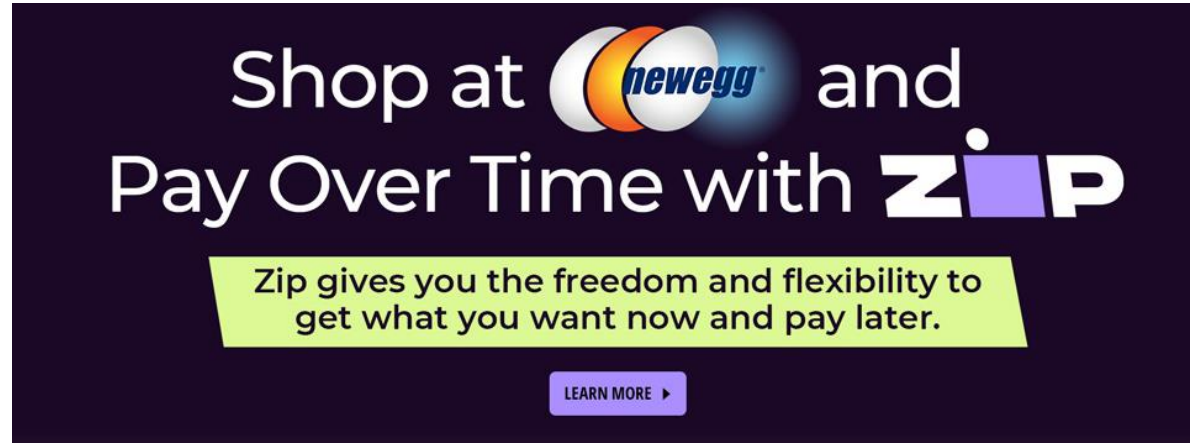 Shop at newegg and
Pay Over Time with ZIP
Zip gives you the freedom and flexibility to
get what you want now and pay later.
LEARN MORE